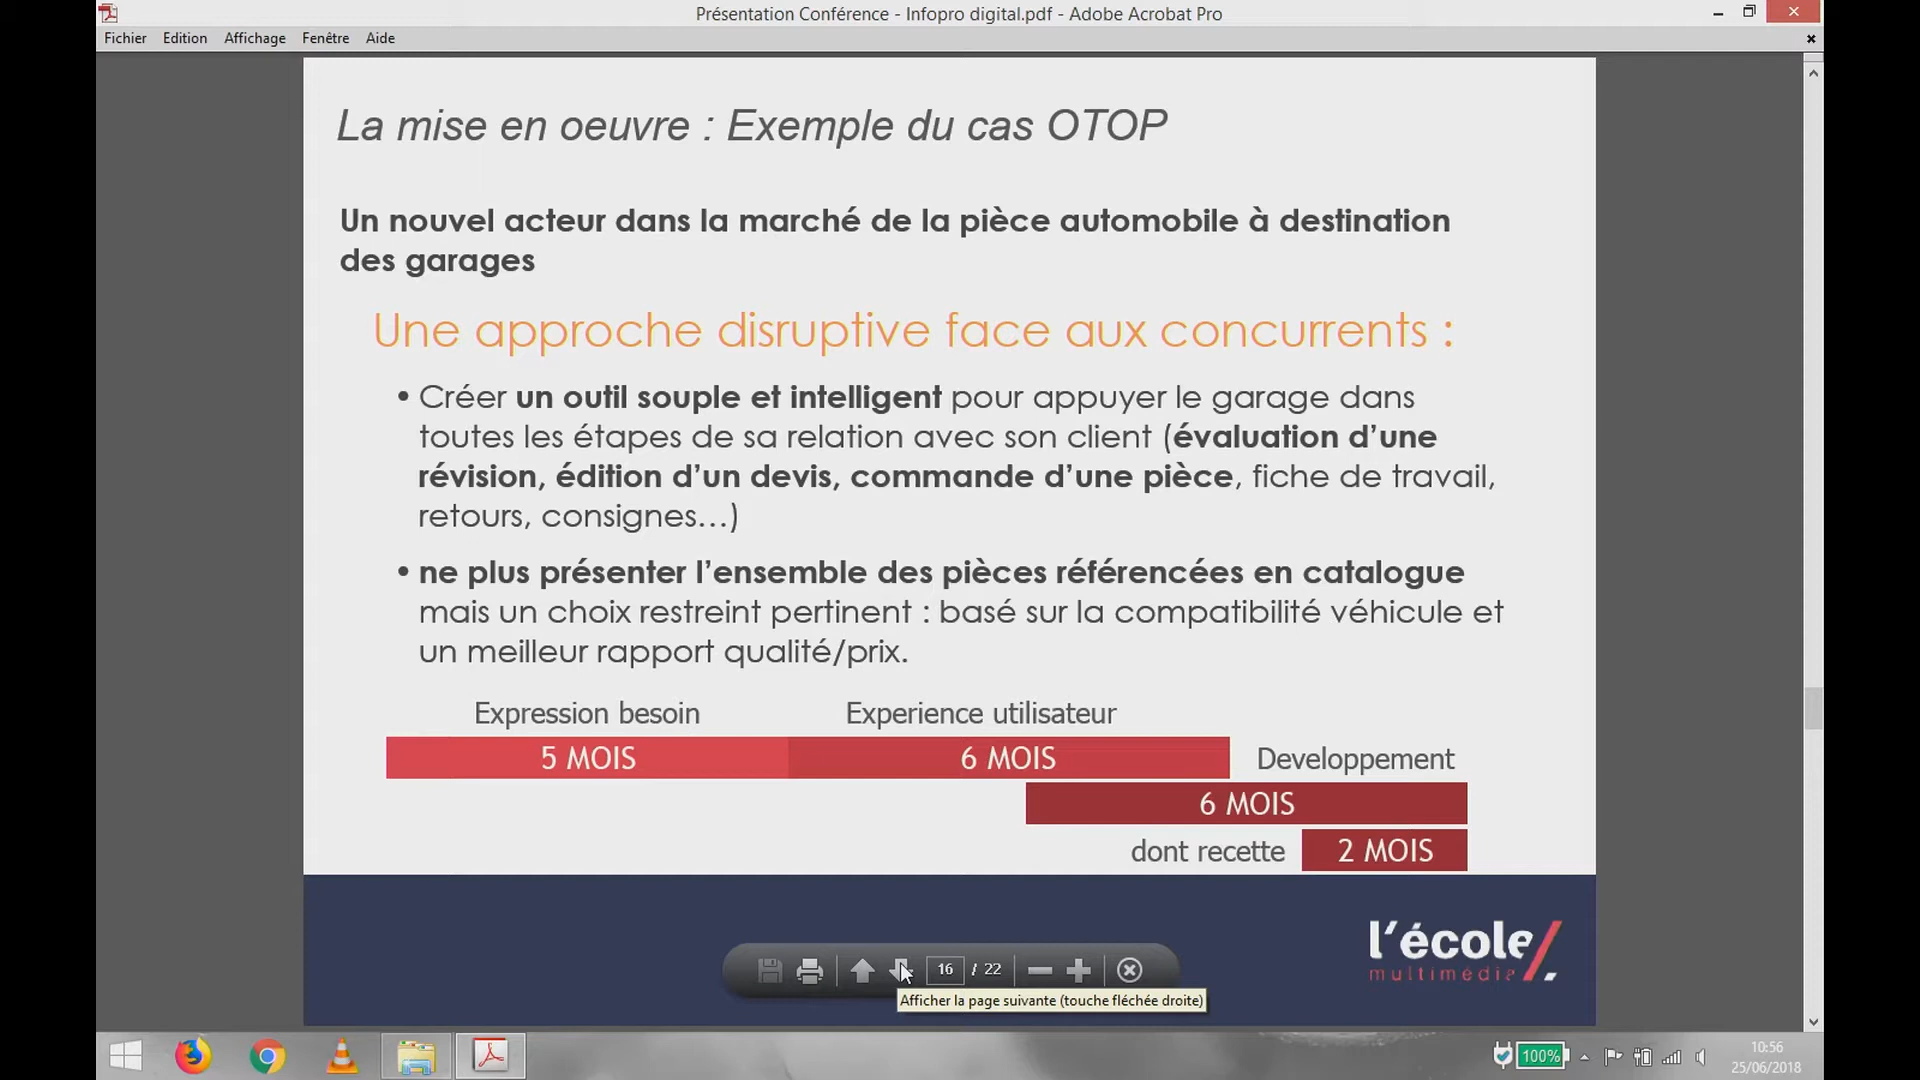 Présentation Conférence - Infopro digital.pdf - Adobe Acrobat Pro
Fichier Edition Affichage Fenêtre Aide
La mise en oeuvre : Exemple du cas OTOP
Un nouvel acteur dans la marché de la pièce automobile à destination
des garages
Une approche disruptive face aux concurrents :
• Créer un outil souple et intelligent pour appuyer le garage dans
toutes les étapes de sa relation avec son client (évaluation d’une
révision, édition d’un devis, commande d’une pièce, fiche de travail,
retours, consignes…)
• ne plus présenter l’ensemble des pièces référencées en catalogue
mais un choix restreint pertinent : basé sur la compatibilité véhicule et
un meilleur rapport qualité/prix.
Expression besoin Experience utilisateur
5 MOIS 6 MOIS Developpement
6 MOIS
dont recette 2 MOIS
l’école
multimédia
16 / 22
Afficher la page suivante (touche fléchée droite)
100% 10:56
25/06/2018